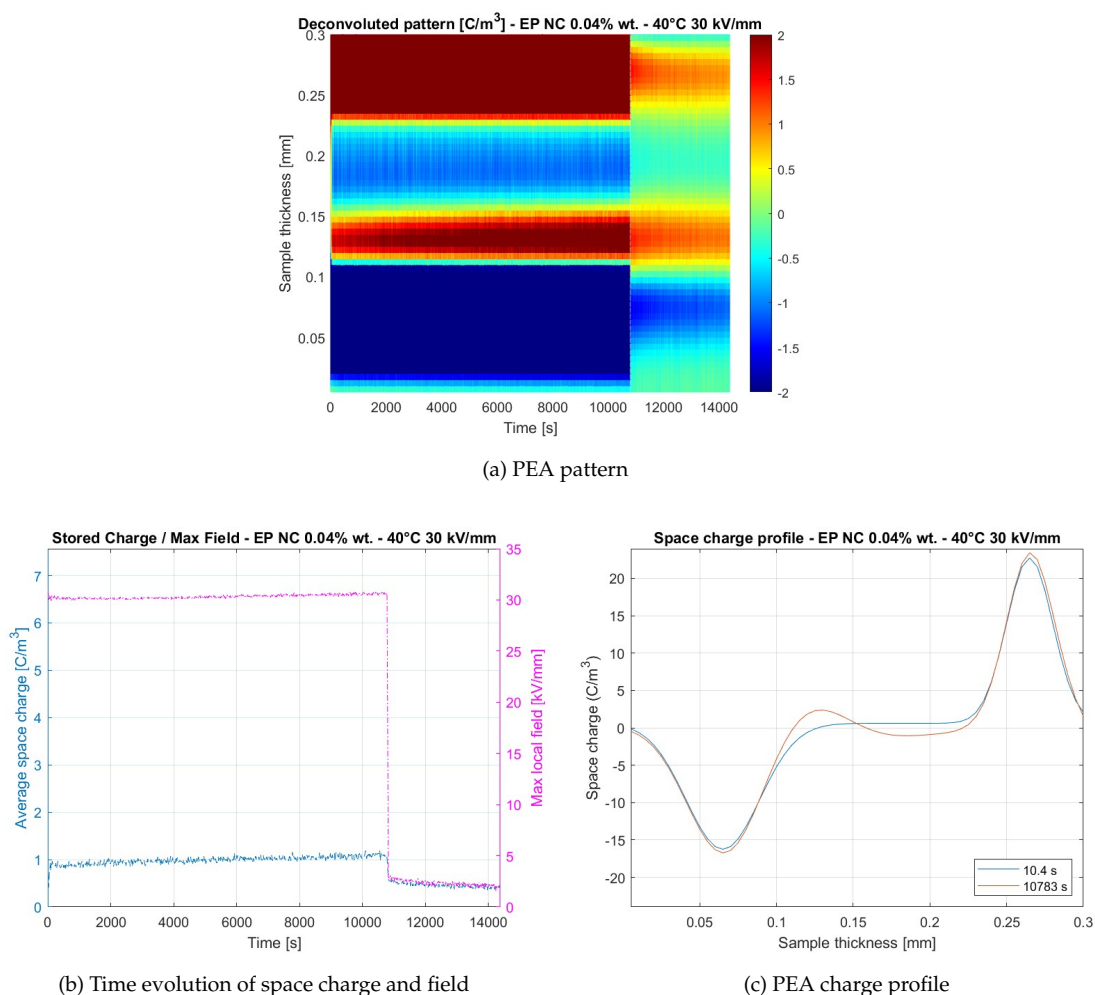 Deconvoluted pattern [C/m³] - EP NC 0.04% wt. - 40°C 30 kV/mm
Sample thickness [mm]
0.3
0.25
0.2
0.15
0.1
0.05
0 2000 4000 6000 8000 10000 12000 14000
Time [s]
2
1.5
1
0.5
0
-0.5
-1
-1.5
-2
(a) PEA pattern
Stored Charge / Max Field - EP NC 0.04% wt. - 40°C 30 kV/mm
Average space charge [C/m³]
7
6
5
4
3
2
1
0
0 2000 4000 6000 8000 10000 12000 14000
Time [s]
35
30
25
20
15
10
5
0
Max local field [kV/mm]
(b) Time evolution of space charge and field
Space charge profile - EP NC 0.04% wt. - 40°C 30 kV/mm
Space charge (C/m³)
20
15
10
5
0
-5
-10
-15
-20
0.05 0.1 0.15 0.2 0.25 0.3
Sample thickness [mm]
10.4 s
10783 s
(c) PEA charge profile